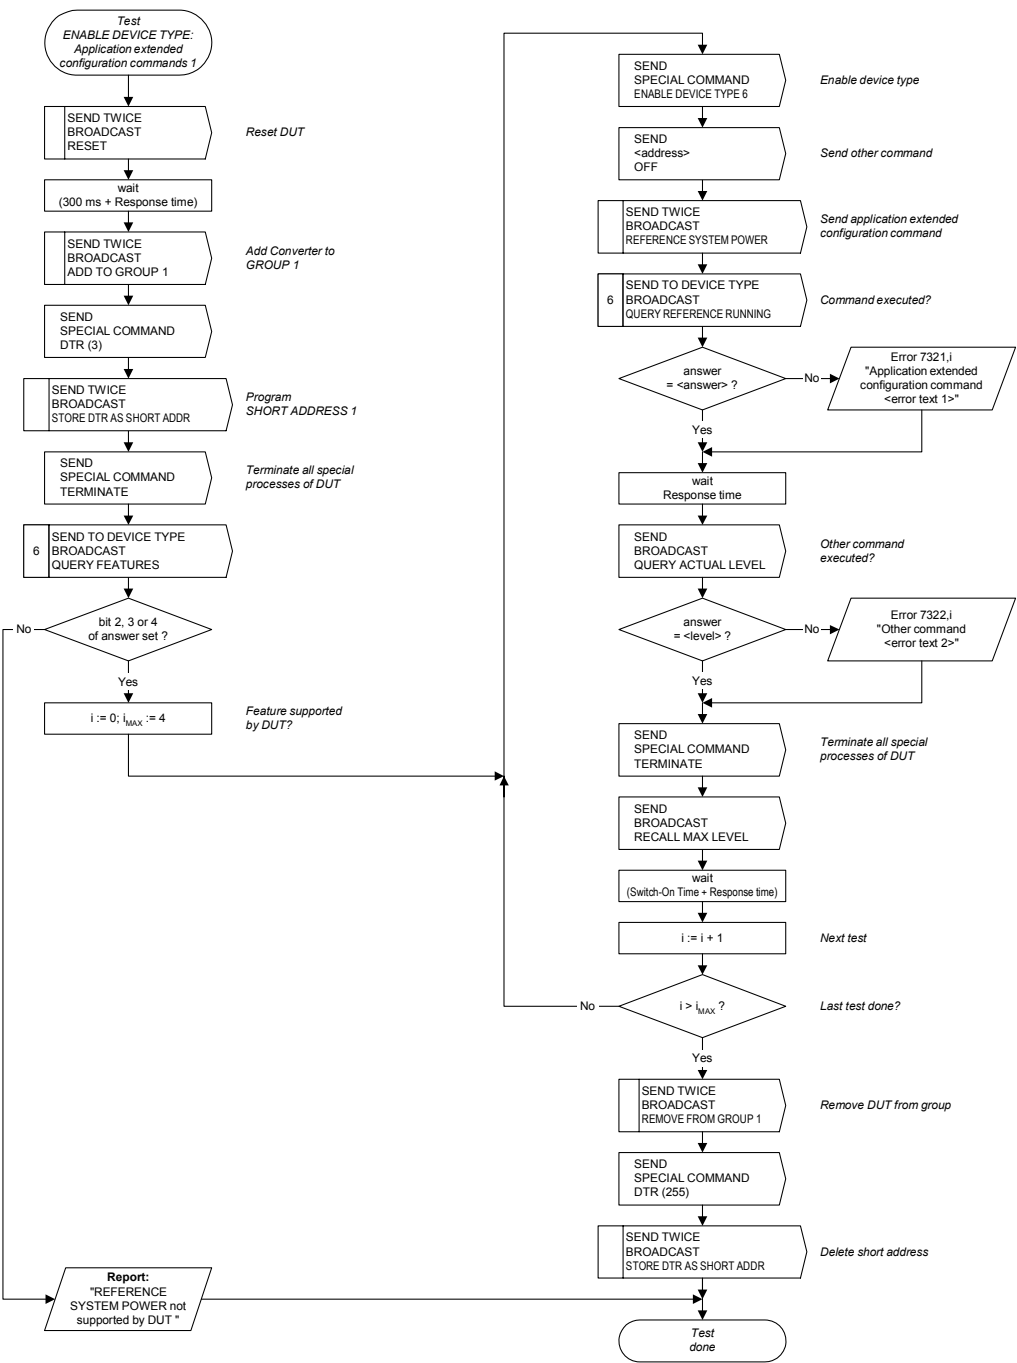 Test
ENABLE DEVICE TYPE:
Application extended
configuration commands 1
SEND TWICE
BROADCAST
RESET
Reset DUT
wait
(300 ms + Response time)
SEND TWICE
BROADCAST
ADD TO GROUP 1
Add Converter to
GROUP 1
SEND
SPECIAL COMMAND
DTR (3)
SEND TWICE
BROADCAST
STORE DTR AS SHORT ADDR
Program
SHORT ADDRESS 1
SEND
SPECIAL COMMAND
TERMINATE
Terminate all special
processes of DUT
6
SEND TO DEVICE TYPE
BROADCAST
QUERY FEATURES
No
bit 2, 3 or 4
of answer set ?
Yes
i := 0; iMAX := 4
Feature supported
by DUT?
Report:
"REFERENCE
SYSTEM POWER not
supported by DUT "
SEND
SPECIAL COMMAND
ENABLE DEVICE TYPE 6
Enable device type
SEND
<address>
OFF
Send other command
SEND TWICE
BROADCAST
REFERENCE SYSTEM POWER
Send application extended
configuration command
6
SEND TO DEVICE TYPE
BROADCAST
QUERY REFERENCE RUNNING
Command executed?
answer
= <answer> ?
No
Error 7321,i
"Application extended
configuration command
<error text 1>"
Yes
wait
Response time
SEND
BROADCAST
QUERY ACTUAL LEVEL
Other command
executed?
answer
= <level> ?
No
Error 7322,i
"Other command
<error text 2>"
Yes
SEND
SPECIAL COMMAND
TERMINATE
Terminate all special
processes of DUT
SEND
BROADCAST
RECALL MAX LEVEL
wait
(Switch-On Time + Response time)
i := i + 1
Next test
No
i > iMAX ?
Last test done?
Yes
SEND TWICE
BROADCAST
REMOVE FROM GROUP 1
Remove DUT from group
SEND
SPECIAL COMMAND
DTR (255)
SEND TWICE
BROADCAST
STORE DTR AS SHORT ADDR
Delete short address
Test
done